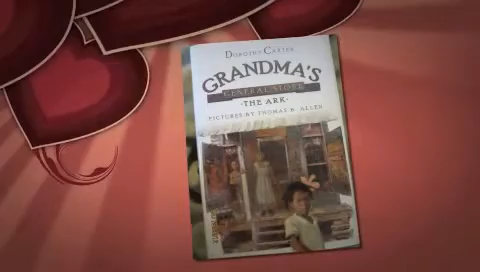 DOROTHY CARTER
GRANDMA'S
GENERAL STORE
·THE ARK·
PICTURES BY THOMAS B. ALLEN